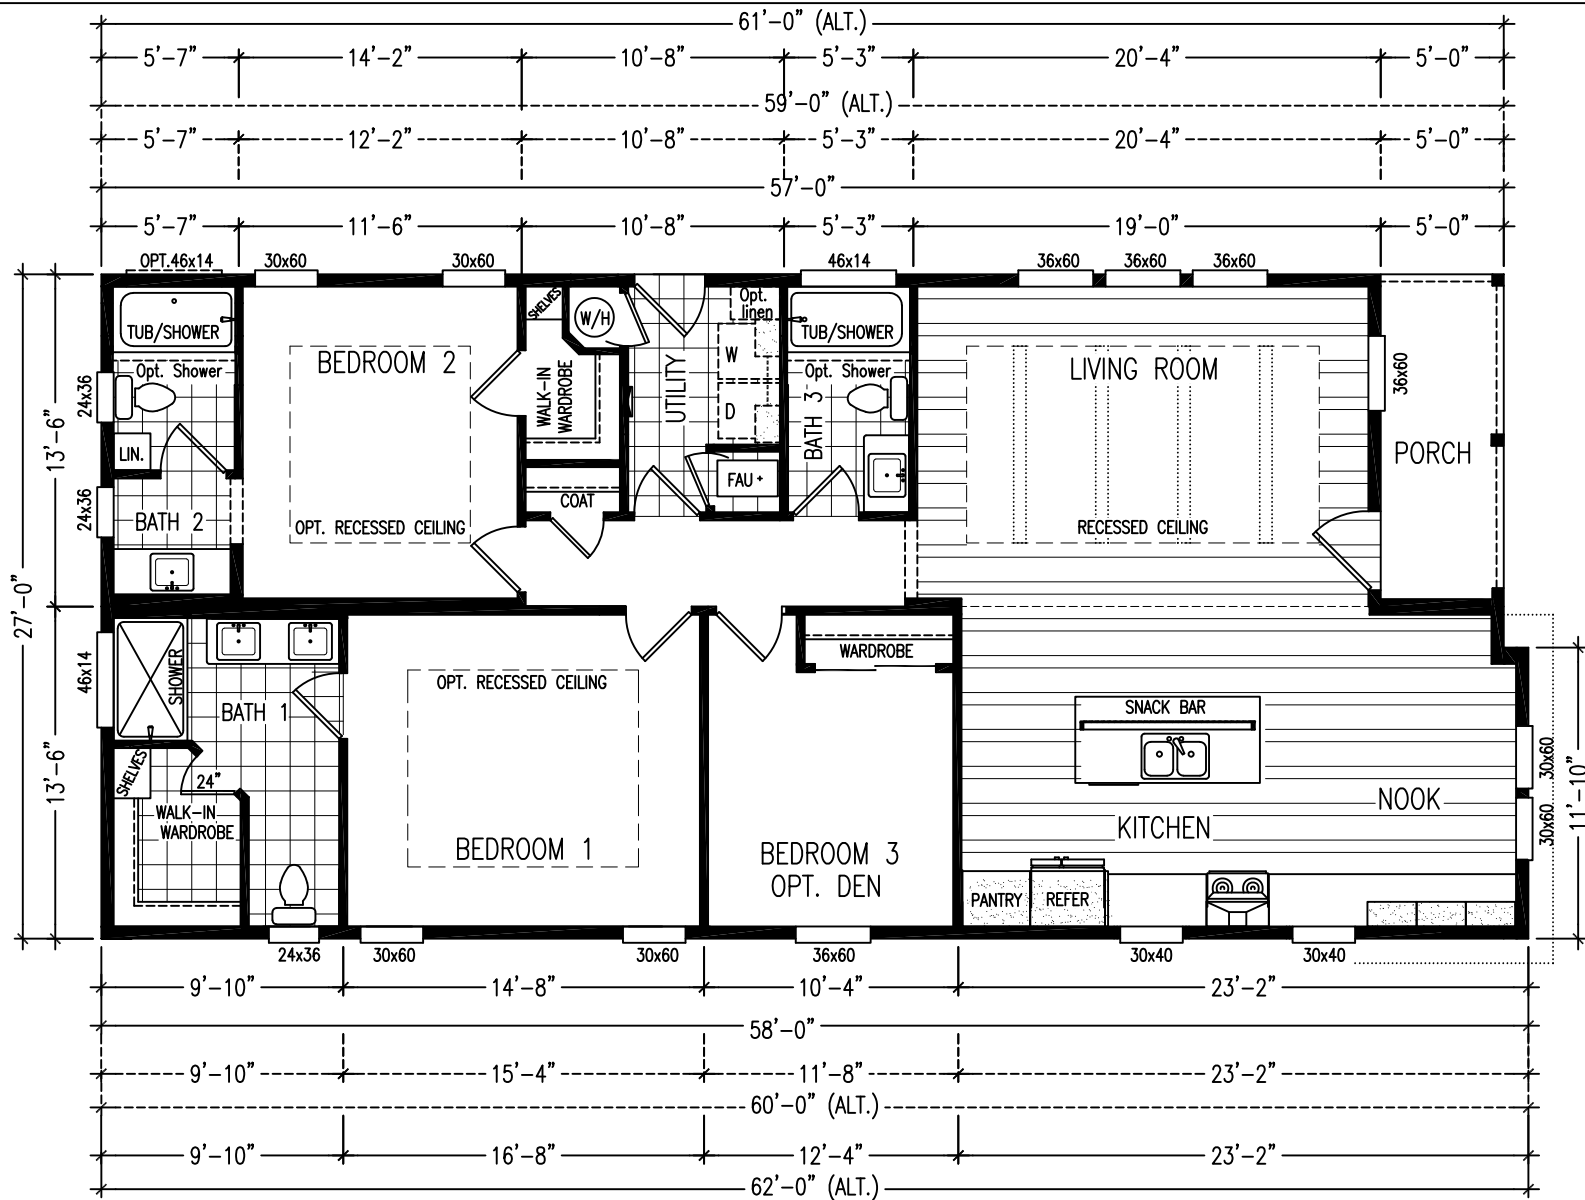 61'-0" (ALT.)
5'-7" 14'-2" 10'-8" 5'-3" 20'-4" 5'-0"
59'-0" (ALT.)
5'-7" 12'-2" 10'-8" 5'-3" 20'-4" 5'-0"
57'-0"
5'-7" 11'-6" 10'-8" 5'-3" 19'-0" 5'-0"
OPT.46x14 30x60 30x60 46x14 36x60 36x60 36x60
TUB/SHOWER
Opt. Shower
24x36
LIN.
24x36
BATH 2
BEDROOM 2
OPT. RECESSED CEILING
SHELVES
W/H
WALK-IN
WARDROBE
COAT
UTILITY
Opt.
linen
W
D
FAU
TUB/SHOWER
Opt. Shower
BATH 3
LIVING ROOM
RECESSED CEILING
36x60
PORCH
13'-6"
27'-0"
13'-6"
46x14
SHOWER
BATH 1
SHELVES
24"
WALK-IN
WARDROBE
OPT. RECESSED CEILING
BEDROOM 1
WARDROBE
BEDROOM 3
OPT. DEN
SNACK BAR
NOOK
KITCHEN
PANTRY
REFER
30x60
30x60
11'-10"
24x36 30x60 30x60 36x60 30x40 30x40
9'-10" 14'-8" 10'-4" 23'-2"
58'-0"
9'-10" 15'-4" 11'-8" 23'-2"
60'-0" (ALT.)
9'-10" 16'-8" 12'-4" 23'-2"
62'-0" (ALT.)